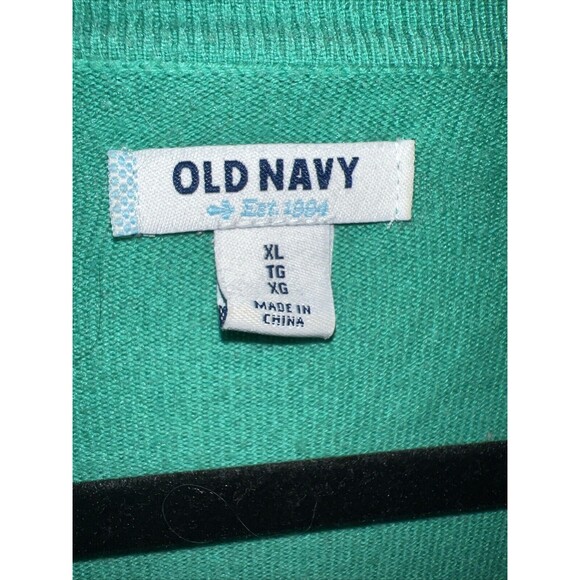 OLD NAVY
Est. 1994
XL
TG
XG
MADE IN
CHINA